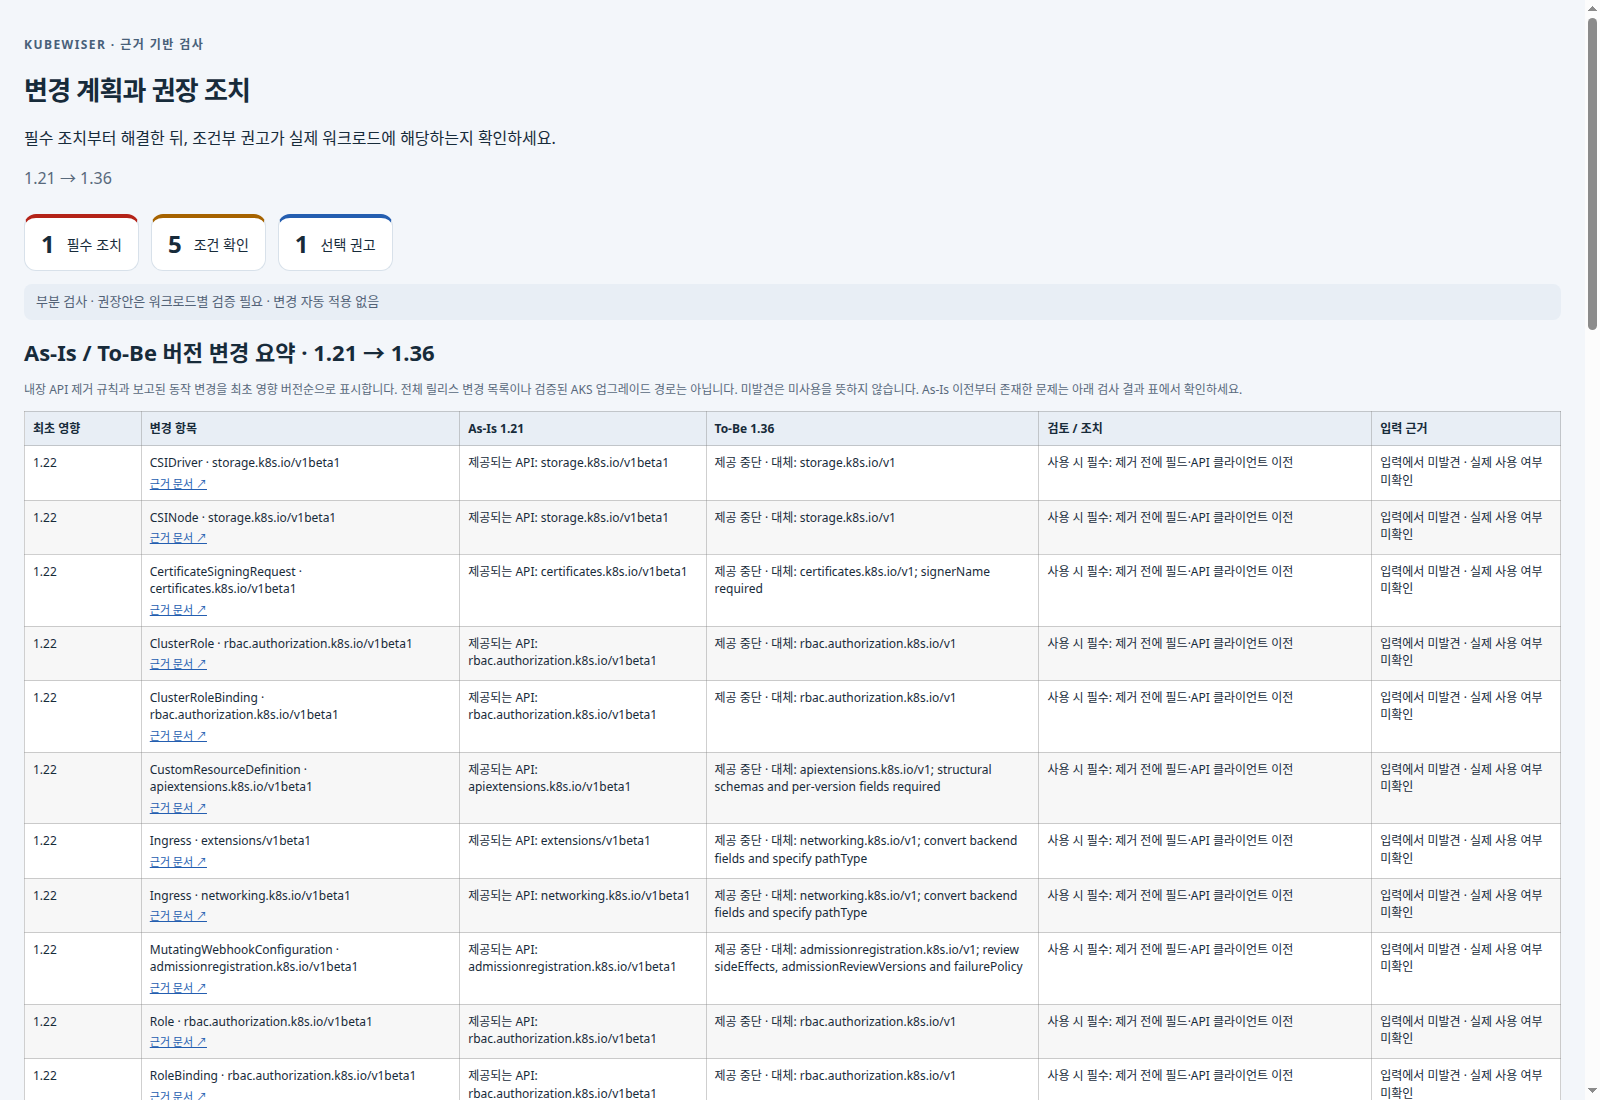 KUBEWISER · 근거 기반 검사
변경 계획과 권장 조치
필수 조치부터 해결한 뒤, 조건부 권고가 실제 워크로드에 해당하는지 확인하세요.
1.21 → 1.36
1 필수 조치
5 조건 확인
1 선택 권고
부분 검사 · 권장안은 워크로드별 검증 필요 · 변경 자동 적용 없음
As-Is / To-Be 버전 변경 요약 · 1.21 → 1.36
내장 API 제거 규칙과 보고된 동작 변경을 최초 영향 버전순으로 표시합니다. 전체 릴리스 변경 목록이나 검증된 AKS 업그레이드 경로는 아닙니다. 미발견은 미사용을 뜻하지 않습니다. As-Is 이전부터 존재한 문제는 아래 검사 결과 표에서 확인하세요.
최초 영향 변경 항목 As-Is 1.21 To-Be 1.36 검토 / 조치 입력 근거
1.22 CSIDriver · storage.k8s.io/v1beta1 제공되는 API: storage.k8s.io/v1beta1 제공 중단 · 대체: storage.k8s.io/v1 사용 시 필수: 제거 전에 필드·API 클라이언트 이전 입력에서 미발견 · 실제 사용 여부
미확인
근거 문서 ↗
1.22 CSINode · storage.k8s.io/v1beta1 제공되는 API: storage.k8s.io/v1beta1 제공 중단 · 대체: storage.k8s.io/v1 사용 시 필수: 제거 전에 필드·API 클라이언트 이전 입력에서 미발견 · 실제 사용 여부
미확인
근거 문서 ↗
1.22 CertificateSigningRequest · 제공되는 API: certificates.k8s.io/v1beta1 제공 중단 · 대체: certificates.k8s.io/v1; signerName 사용 시 필수: 제거 전에 필드·API 클라이언트 이전 입력에서 미발견 · 실제 사용 여부
certificates.k8s.io/v1beta1 required 미확인
근거 문서 ↗
1.22 ClusterRole · rbac.authorization.k8s.io/v1beta1 제공되는 API: 제공 중단 · 대체: rbac.authorization.k8s.io/v1 사용 시 필수: 제거 전에 필드·API 클라이언트 이전 입력에서 미발견 · 실제 사용 여부
rbac.authorization.k8s.io/v1beta1 미확인
근거 문서 ↗
1.22 ClusterRoleBinding · 제공되는 API: 제공 중단 · 대체: rbac.authorization.k8s.io/v1 사용 시 필수: 제거 전에 필드·API 클라이언트 이전 입력에서 미발견 · 실제 사용 여부
rbac.authorization.k8s.io/v1beta1 rbac.authorization.k8s.io/v1beta1 미확인
근거 문서 ↗
1.22 CustomResourceDefinition · 제공되는 API: 제공 중단 · 대체: apiextensions.k8s.io/v1; structural 사용 시 필수: 제거 전에 필드·API 클라이언트 이전 입력에서 미발견 · 실제 사용 여부
apiextensions.k8s.io/v1beta1 apiextensions.k8s.io/v1beta1 schemas and per-version fields required 미확인
근거 문서 ↗
1.22 Ingress · extensions/v1beta1 제공되는 API: extensions/v1beta1 제공 중단 · 대체: networking.k8s.io/v1; convert backend 사용 시 필수: 제거 전에 필드·API 클라이언트 이전 입력에서 미발견 · 실제 사용 여부
fields and specify pathType 미확인
근거 문서 ↗
1.22 Ingress · networking.k8s.io/v1beta1 제공되는 API: networking.k8s.io/v1beta1 제공 중단 · 대체: networking.k8s.io/v1; convert backend 사용 시 필수: 제거 전에 필드·API 클라이언트 이전 입력에서 미발견 · 실제 사용 여부
fields and specify pathType 미확인
근거 문서 ↗
1.22 MutatingWebhookConfiguration · 제공되는 API: 제공 중단 · 대체: admissionregistration.k8s.io/v1; review 사용 시 필수: 제거 전에 필드·API 클라이언트 이전 입력에서 미발견 · 실제 사용 여부
admissionregistration.k8s.io/v1beta1 admissionregistration.k8s.io/v1beta1 sideEffects, admissionReviewVersions and failurePolicy 미확인
근거 문서 ↗
1.22 Role · rbac.authorization.k8s.io/v1beta1 제공되는 API: 제공 중단 · 대체: rbac.authorization.k8s.io/v1 사용 시 필수: 제거 전에 필드·API 클라이언트 이전 입력에서 미발견 · 실제 사용 여부
rbac.authorization.k8s.io/v1beta1 미확인
근거 문서 ↗
1.22 RoleBinding · rbac.authorization.k8s.io/v1beta1 제공되는 API: 제공 중단 · 대체: rbac.authorization.k8s.io/v1 사용 시 필수: 제거 전에 필드·API 클라이언트 이전 입력에서 미발견 · 실제 사용 여부
rbac.authorization.k8s.io/v1beta1 미확인
근거 문서 ↗